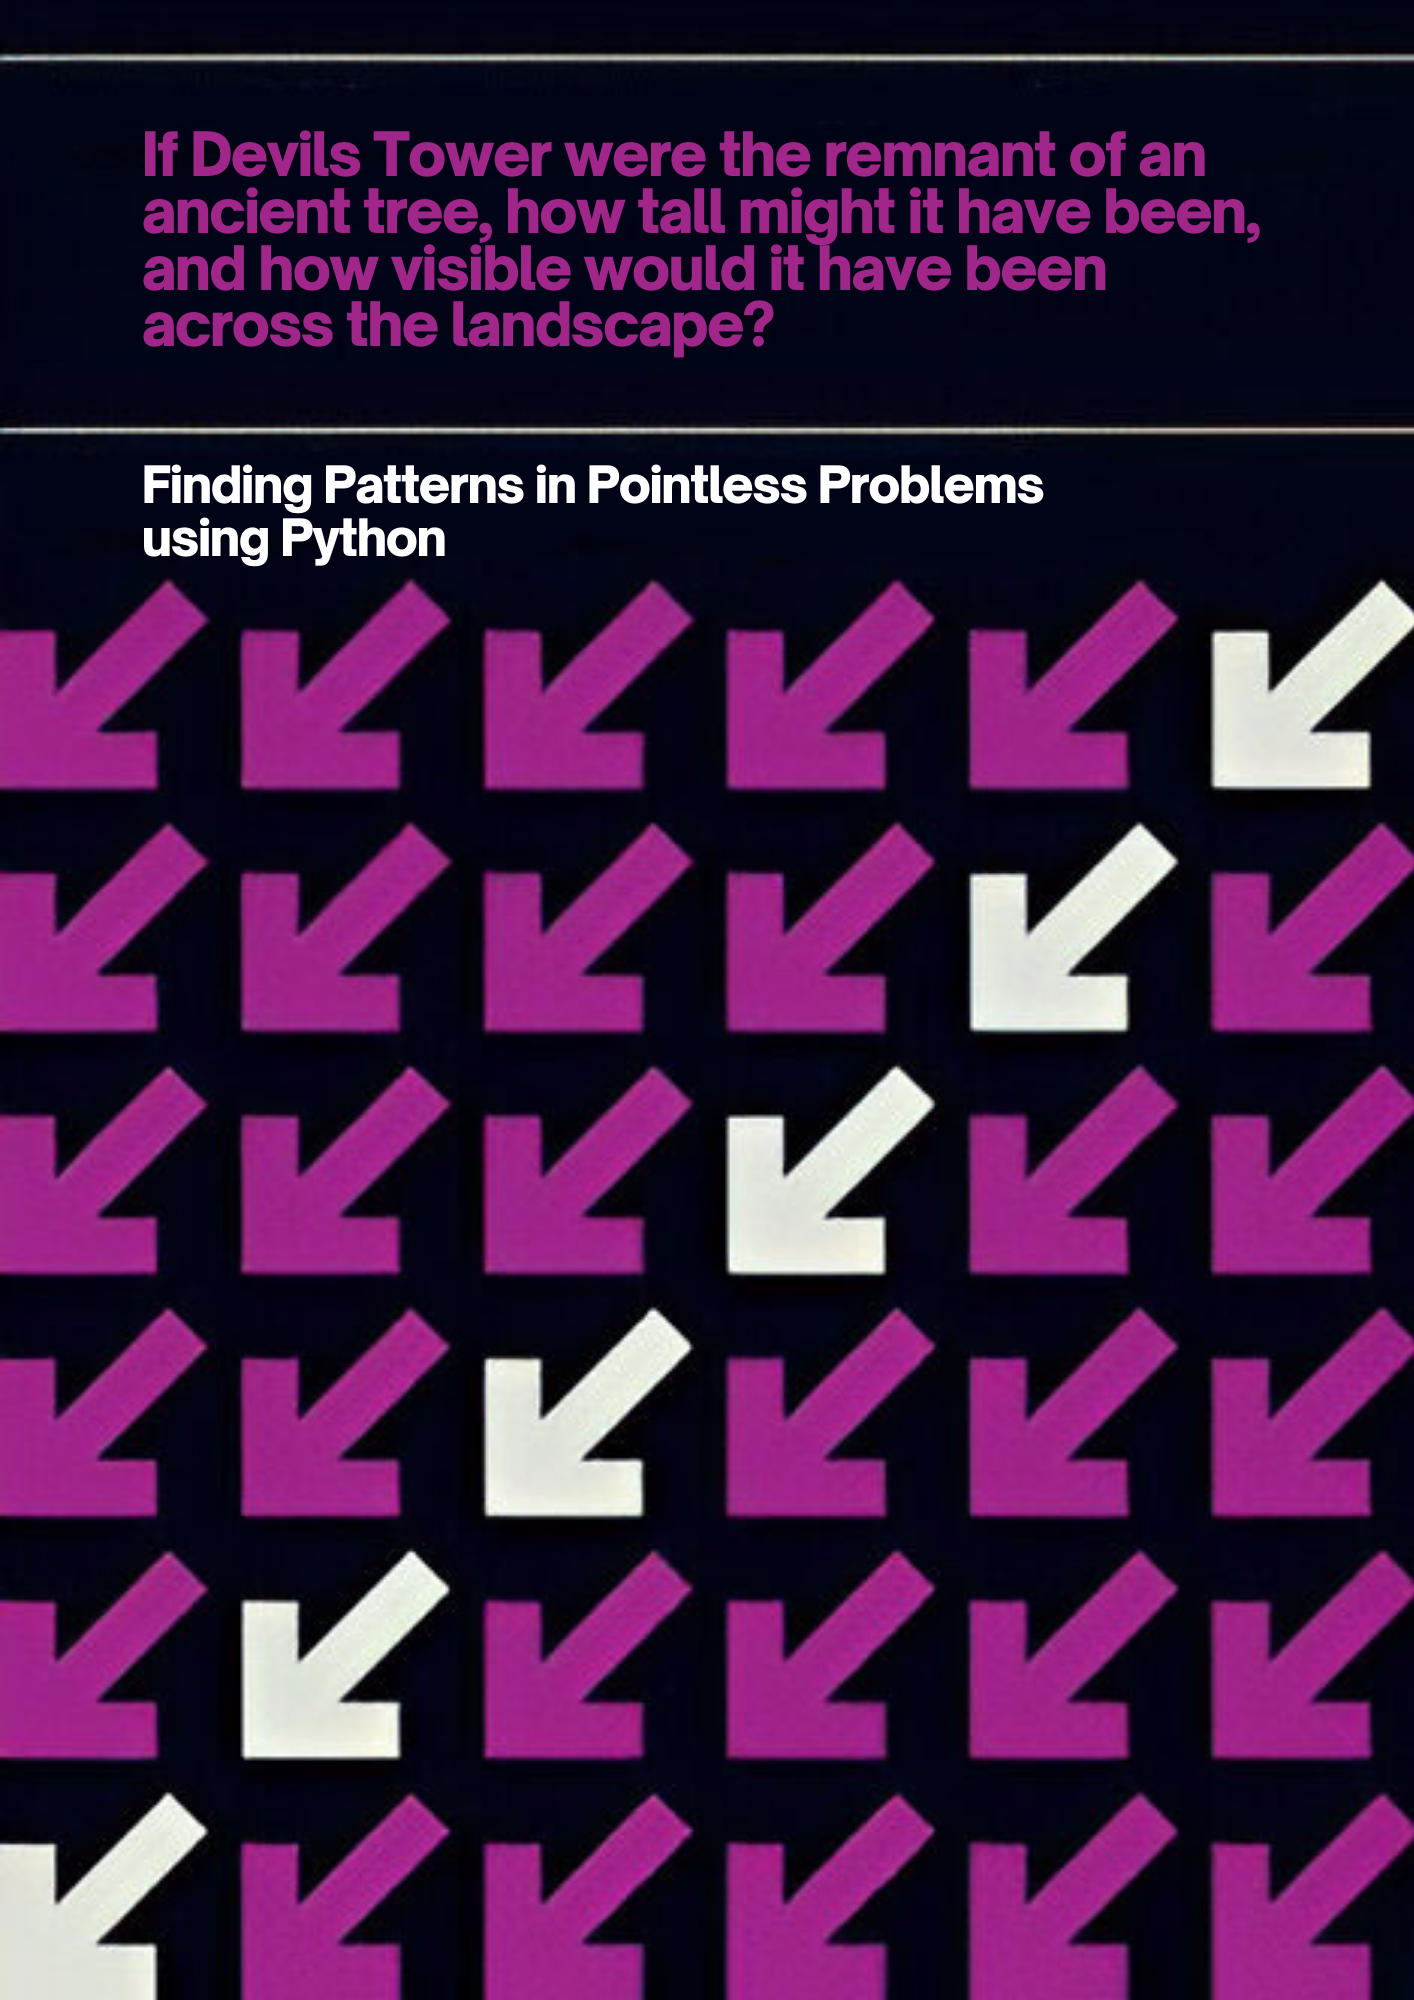 If Devils Tower were the remnant of an
ancient tree, how tall might it have been,
and how visible would it have been
across the landscape?
Finding Patterns in Pointless Problems
using Python